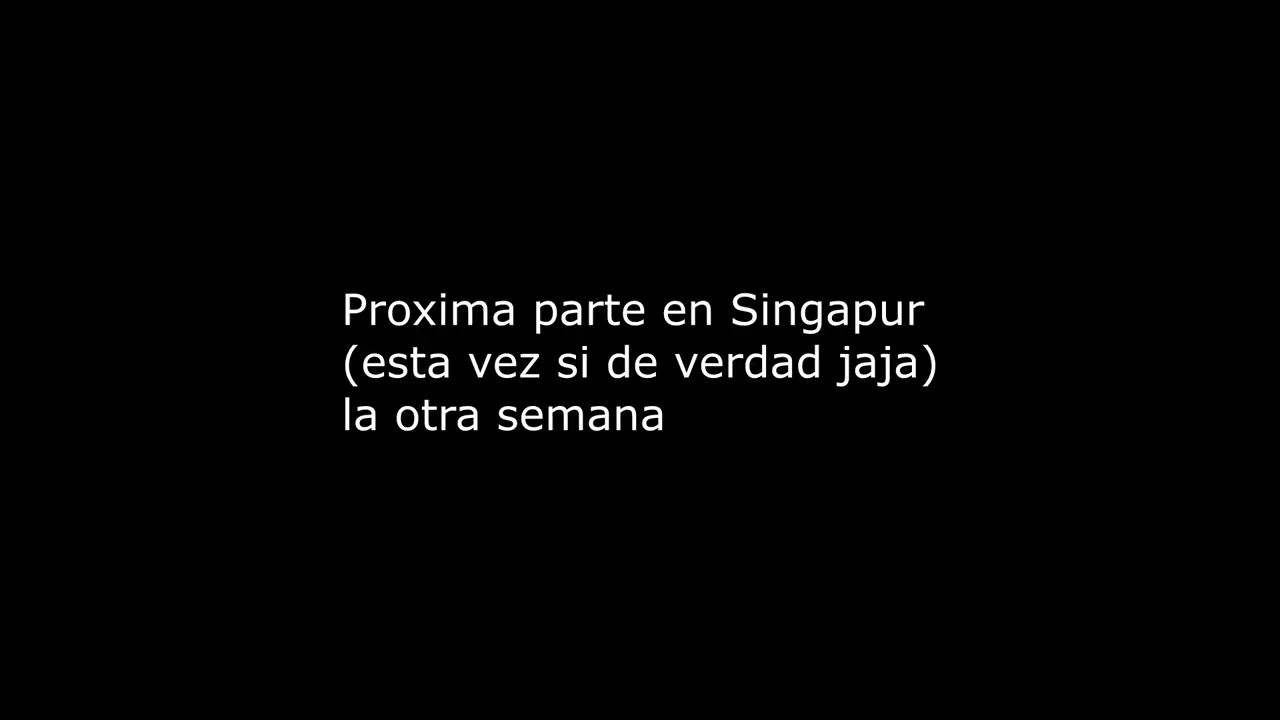 Proxima parte en Singapur
(esta vez si de verdad jaja)
la otra semana